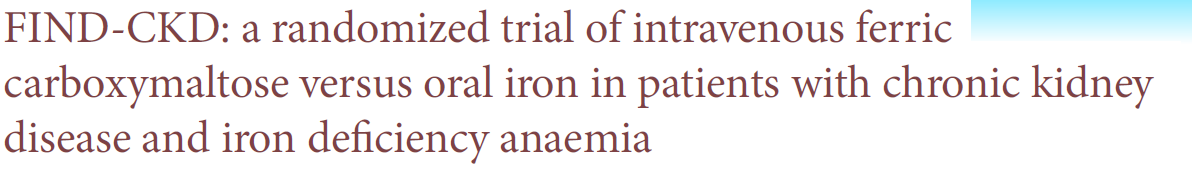 FIND-CKD: a randomized trial of intravenous ferric
carboxymaltose versus oral iron in patients with chronic kidney
disease and iron deficiency anaemia